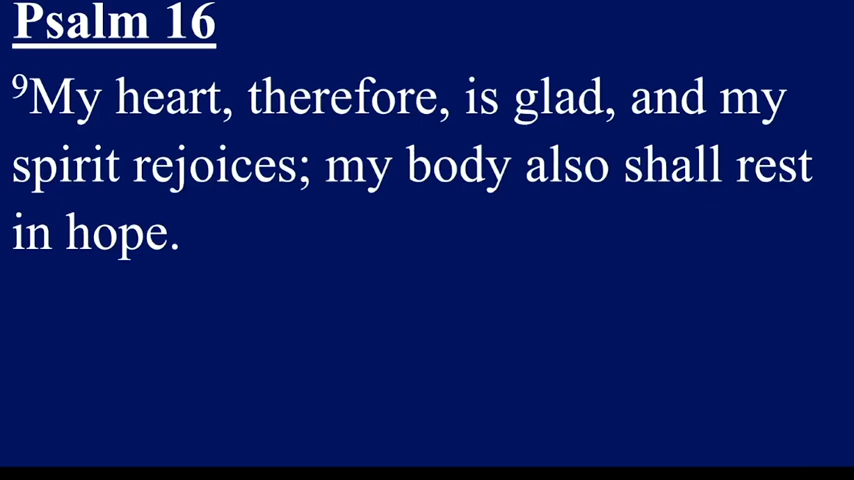 Psalm 16
⁹My heart, therefore, is glad, and my
spirit rejoices; my body also shall rest
in hope.